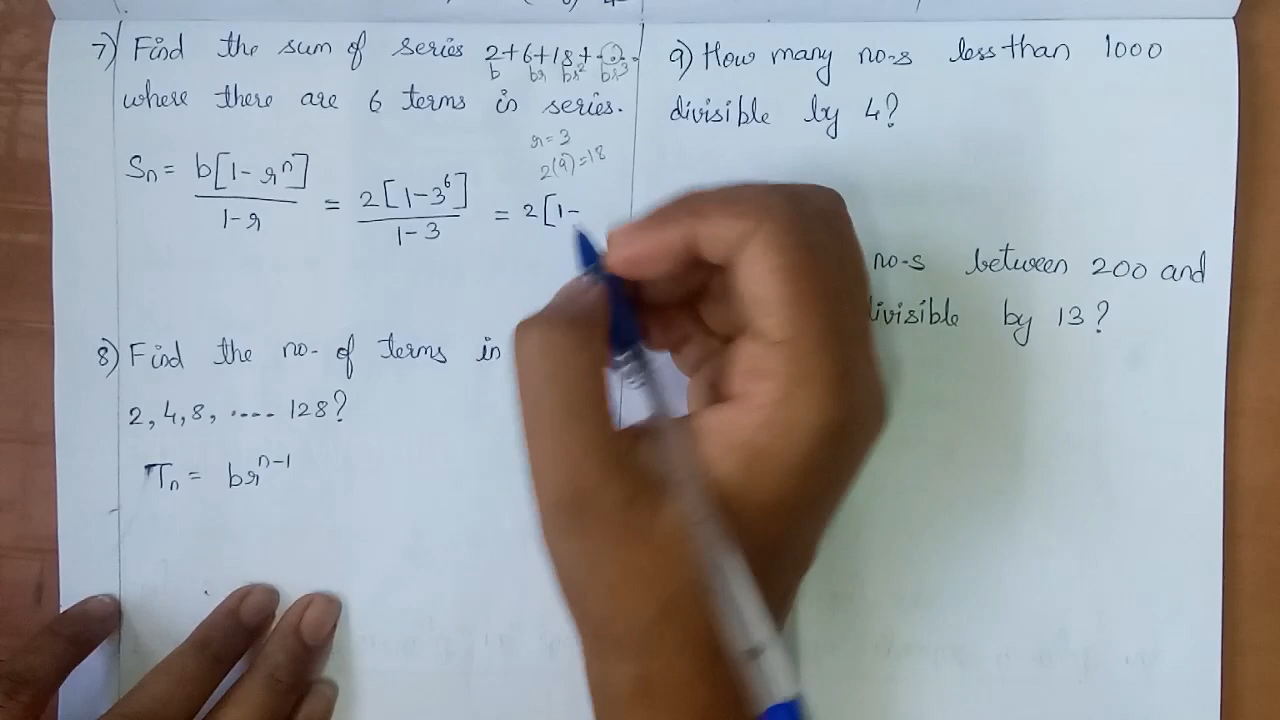 7) Find the sum of series 2+6+18+
b br br² br³
where there are 6 terms in series.
r=3
2(9)=18
Sn = b[1-rⁿ] / 1-r = 2[1-3⁶] / 1-3 = 2[1-
8) Find the no- of terms in
2, 4, 8, ..... 128?
Tn = brⁿ⁻¹
9) How many no-s less than 1000
divisible by 4?
no-s between 200 and
divisible by 13?